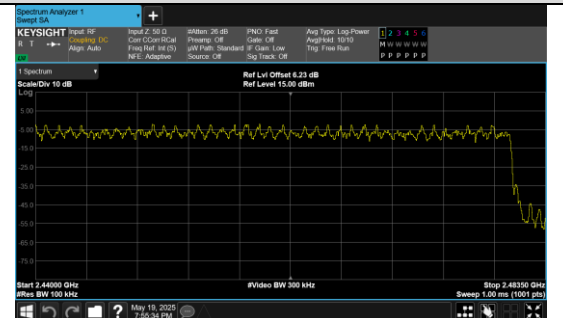 Spectrum Analyzer 1
Swept SA
+
KEYSIGHT Input: RF Input Z: 50 Ω #Atten: 26 dB PNO: Fast Avg Type: Log-Power 1 2 3 4 5 6
R T Coupling: DC Corr CCorr RCal Preamp: Off Gate: Off Avg|Hold: 10/10 M W W W W W
Align: Auto Freq Ref: Int (S) µW Path: Standard IF Gain: Low Trig: Free Run
NFE: Adaptive Source: Off Sig Track: Off P P P P P P
1 Spectrum
Ref Lvl Offset 6.23 dB
Scale/Div 10 dB Ref Level 15.00 dBm
Log
5.00
-5.00
-15.0
-25.0
-35.0
-45.0
-55.0
-65.0
-75.0
Start 2.44000 GHz #Video BW 300 kHz Stop 2.48350 GHz
#Res BW 100 kHz Sweep 1.00 ms (1001 pts)
? May 19, 2025
7:55:34 PM